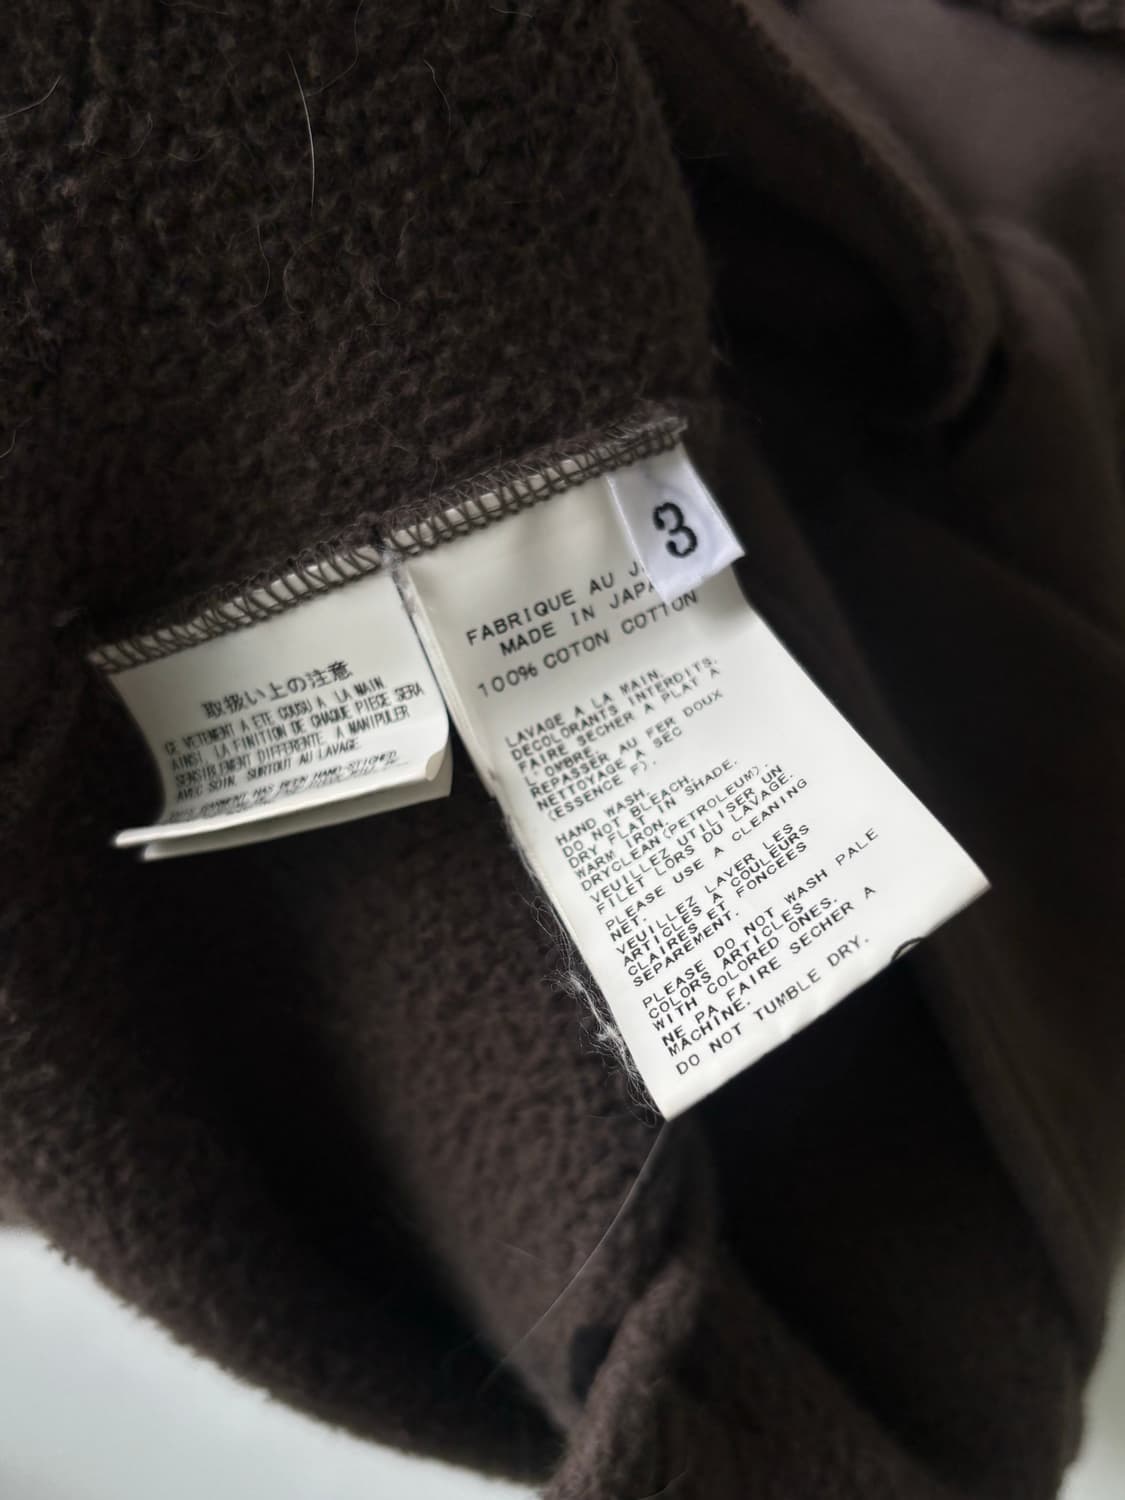 取扱い上の注意
CE VETEMENT A ETE COUSU A LA MAIN
AINSI, LA FINITION DE CHAQUE PIECE SERA
SENSIBLEMENT DIFFERENTE. A MANIPULER
AVEC SOIN. SURTOUT AU LAVAGE.
GARMENT HAS BEEN HAND-STITCHED
3
FABRIQUE AU
MADE IN JAPA
100% COTON COTTON
LAVAGE A LA MAIN.
DECOLORANTS INTERDITS.
FAIRE SECHER A PLAT A
L'OMBRE.
REPASSER AU FER DOUX
NETTOYAGE A SEC
(ESSENCE F).
HAND WASH.
DO NOT BLEACH.
DRY FLAT IN SHADE.
WARM IRON.
DRYCLEAN(PETROLEUM).
VEUILLEZ UTILISER UN
FILET LORS DU LAVAGE.
PLEASE USE A CLEANING
NET.
VEUILLEZ LAVER LES
ARTICLES A COULEURS
CLAIRES ET FONCEES
SEPAREMENT.
PLEASE DO NOT WASH PALE
COLORS ARTICLES
WITH COLORED ONES.
NE PA FAIRE SECHER A
MACHINE.
DO NOT TUMBLE DRY.